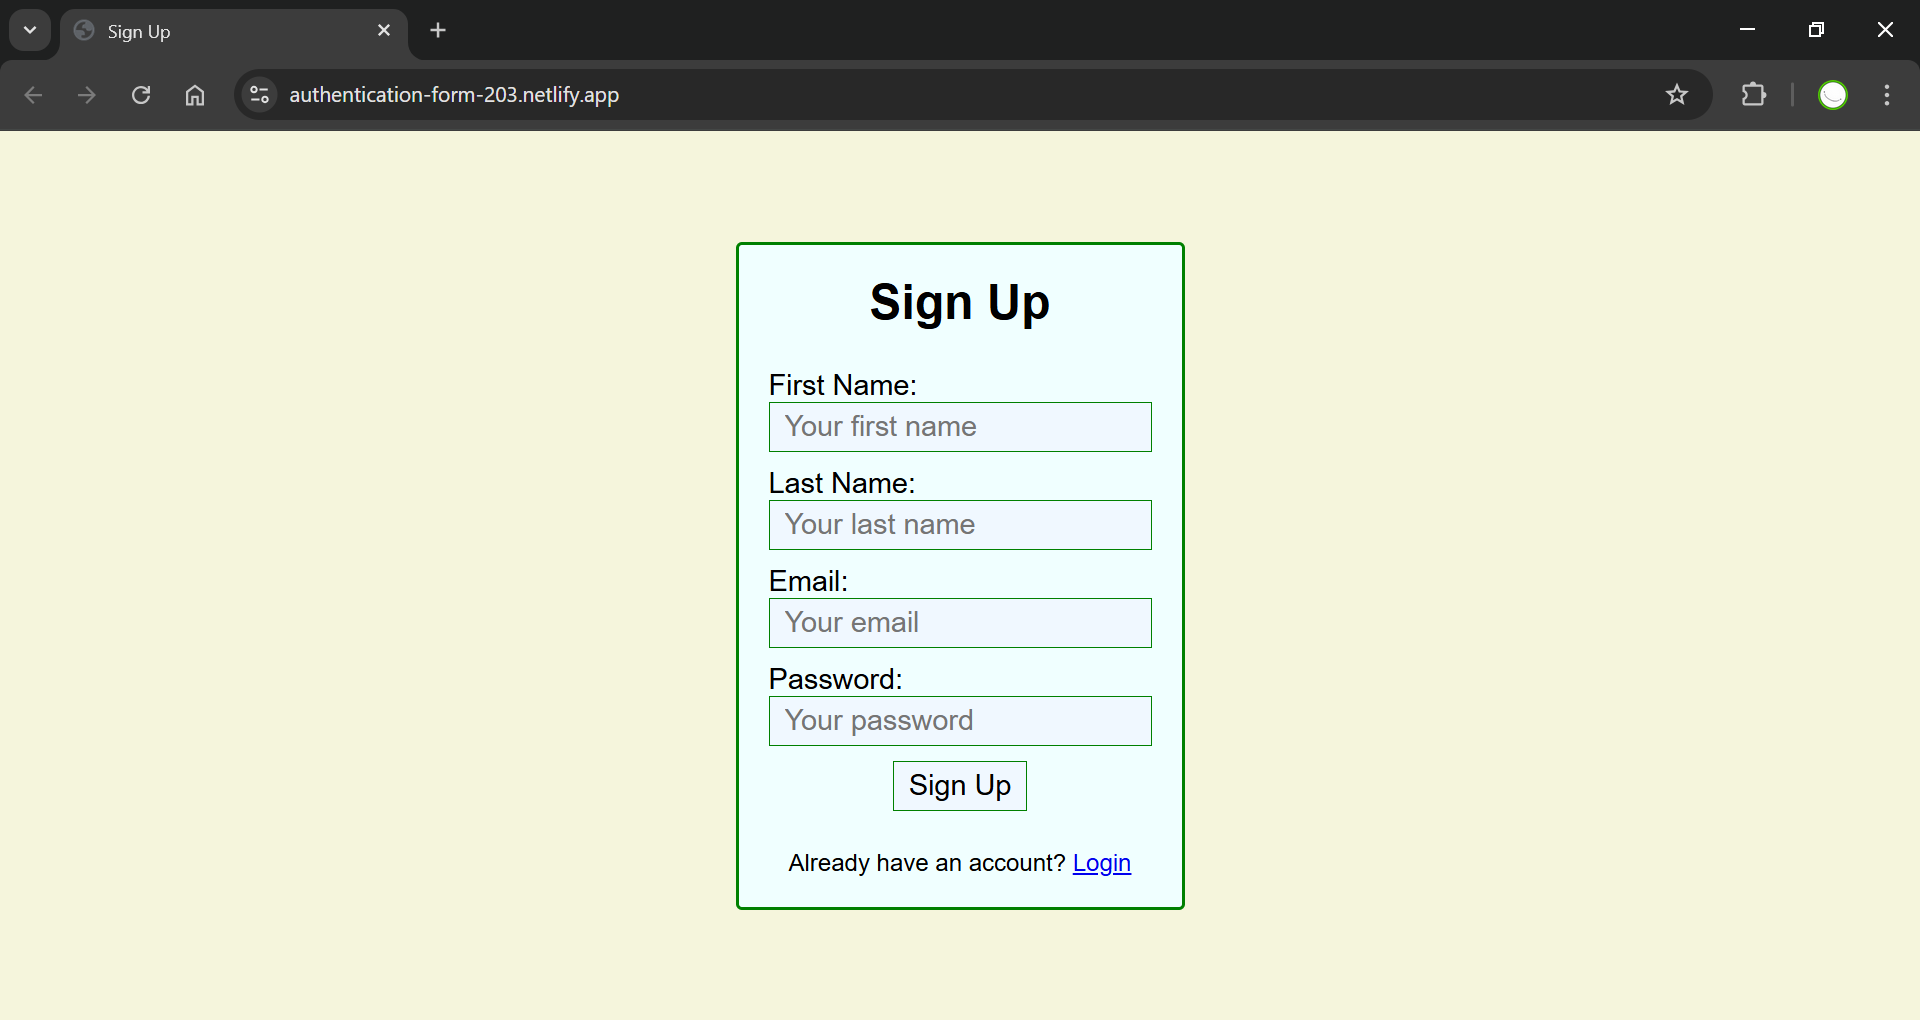 Sign Up
authentication-form-203.netlify.app
Sign Up
First Name:
Your first name
Last Name:
Your last name
Email:
Your email
Password:
Your password
Sign Up
Already have an account? Login